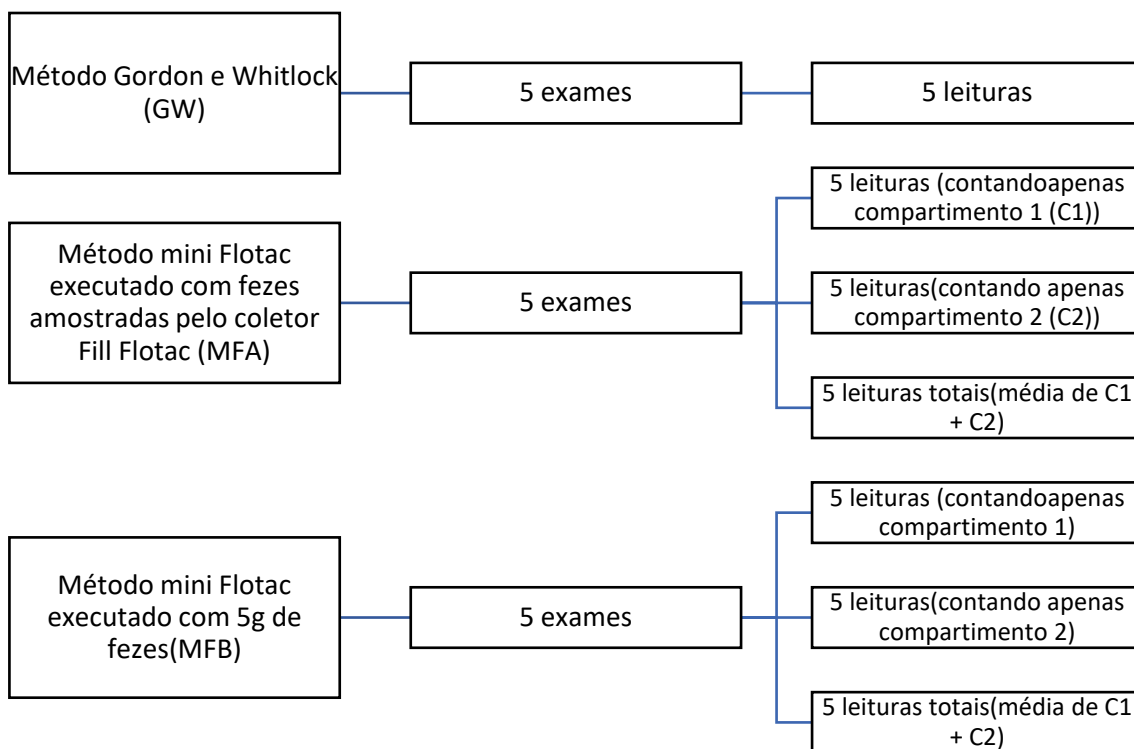 Método Gordon e Whitlock
(GW)
5 exames
5 leituras
5 leituras (contandoapenas
compartimento 1 (C1))
Método mini Flotac
executado com fezes
amostradas pelo coletor
Fill Flotac (MFA)
5 exames
5 leituras(contando apenas
compartimento 2 (C2))
5 leituras totais(média de C1
+ C2)
5 leituras (contandoapenas
compartimento 1)
Método mini Flotac
executado com 5g de
fezes(MFB)
5 exames
5 leituras(contando apenas
compartimento 2)
5 leituras totais(média de C1
+ C2)